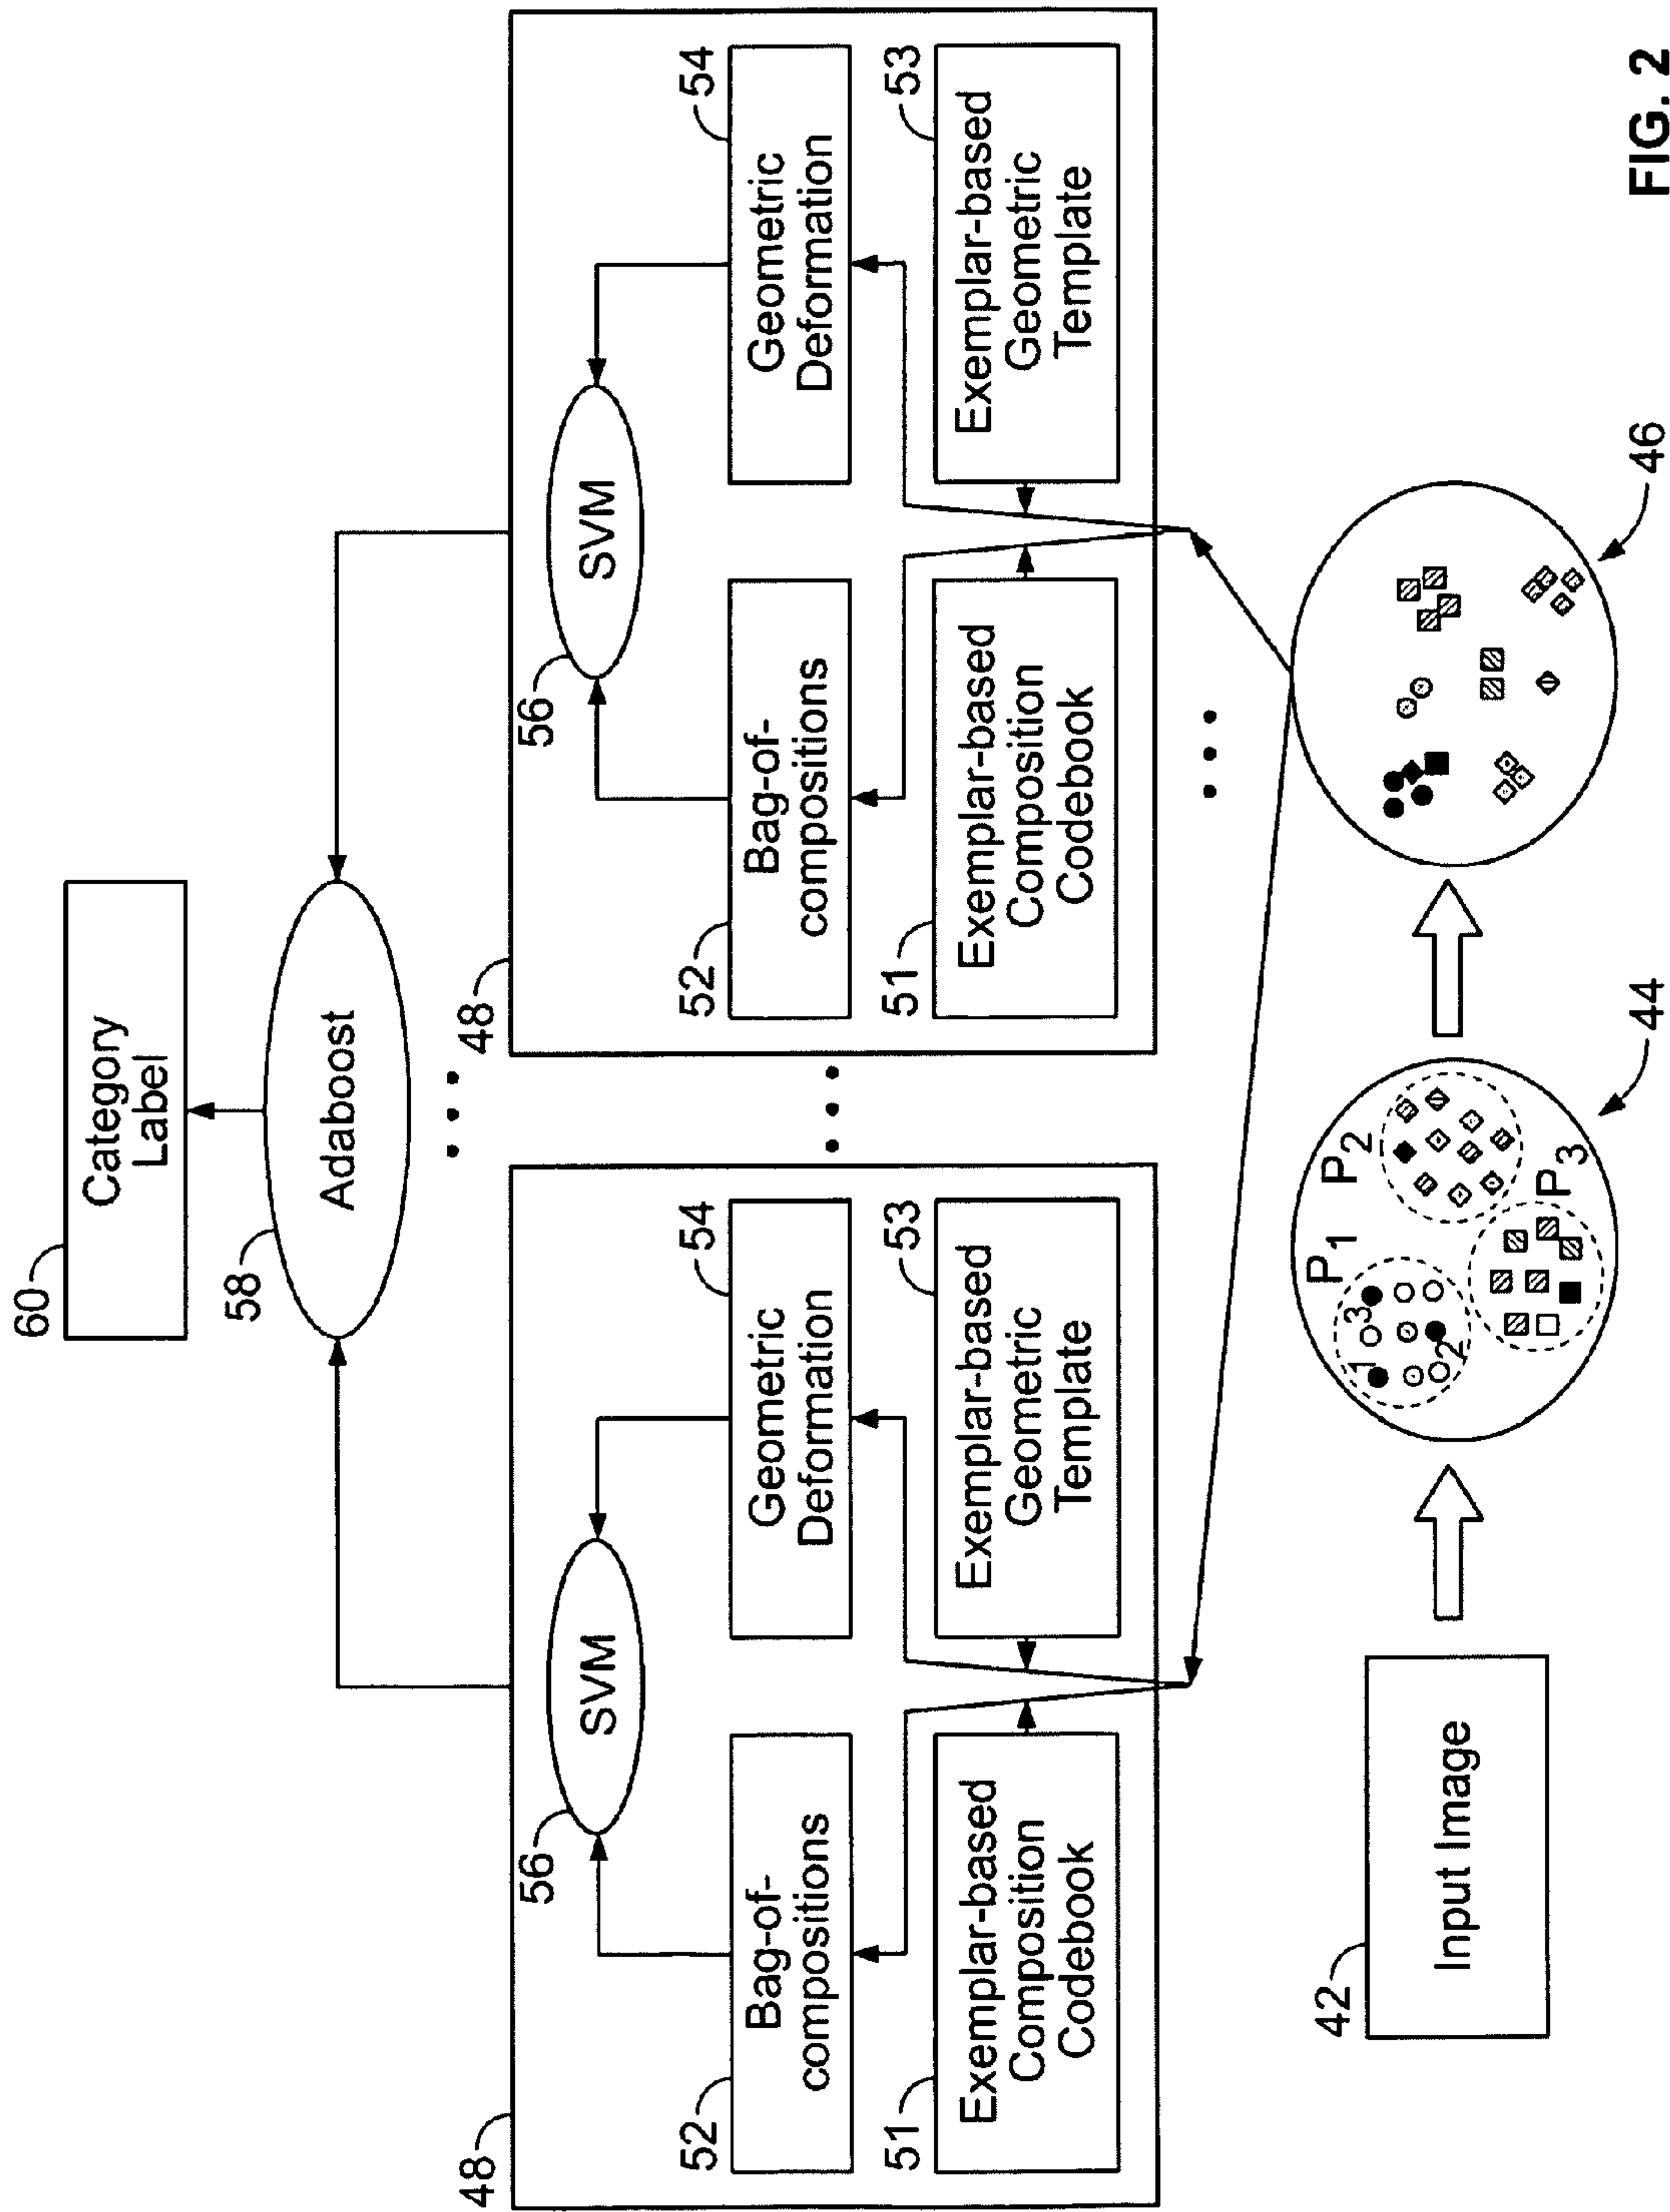 60
Category
Label
58
Adaboost
• • •
48
56
SVM
52
Bag-of-
compositions
54
Geometric
Deformation
51
Exemplar-based
Composition
Codebook
53
Exemplar-based
Geometric
Template
• • •
48
56
SVM
52
Bag-of-
compositions
54
Geometric
Deformation
51
Exemplar-based
Composition
Codebook
53
Exemplar-based
Geometric
Template
• • •
42
Input Image
P1
1
3
2
P2
P3
44
46
FIG. 2